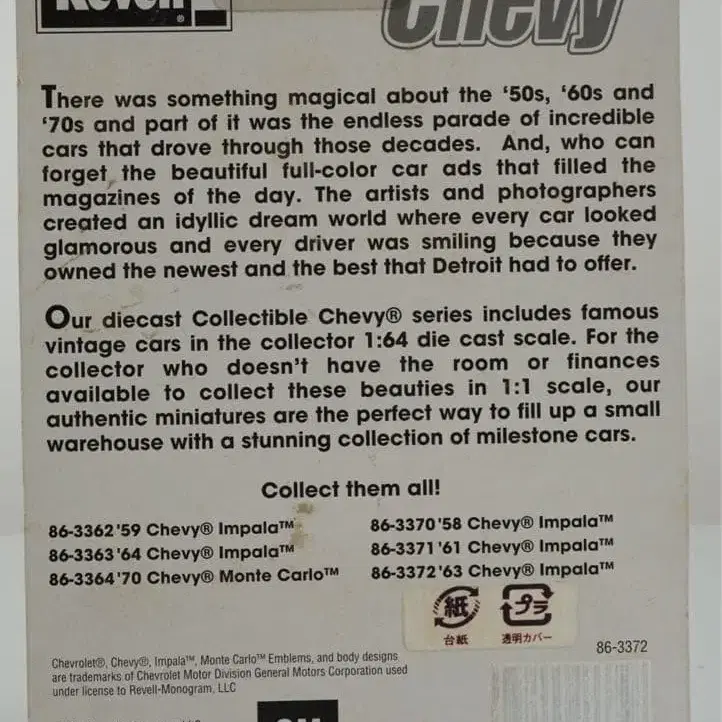 Revell
®
Chevy
There was something magical about the '50s, '60s and
'70s and part of it was the endless parade of incredible
cars that drove through those decades. And, who can
forget the beautiful full-color car ads that filled the
magazines of the day. The artists and photographers
created an idyllic dream world where every car looked
glamorous and every driver was smiling because they
owned the newest and the best that Detroit had to offer.
Our diecast Collectible Chevy® series includes famous
vintage cars in the collector 1:64 die cast scale. For the
collector who doesn't have the room or finances
available to collect these beauties in 1:1 scale, our
authentic miniatures are the perfect way to fill up a small
warehouse with a stunning collection of milestone cars.
Collect them all!
86-3362 '59 Chevy® Impala™
86-3363 '64 Chevy® Impala™
86-3364 '70 Chevy® Monte Carlo™
86-3370 '58 Chevy® Impala™
86-3371 '61 Chevy® Impala™
86-3372 '63 Chevy® Impala™
紙 プラ
台紙 透明カバー
86-3372
Chevrolet®, Chevy®, Impala™, Monte Carlo™ Emblems, and body designs
are trademarks of Chevrolet Motor Division General Motors Corporation used
under license to Revell-Monogram, LLC